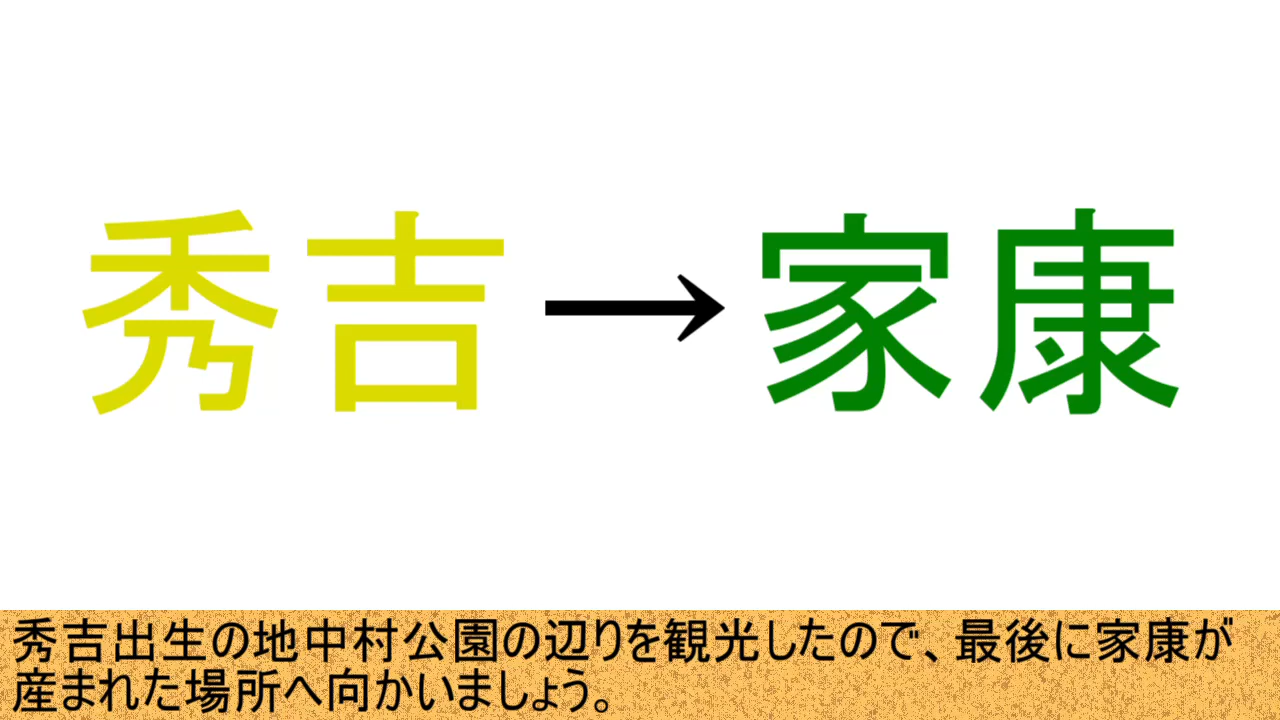 秀吉→家康
秀吉出生の地中村公園の辺りを観光したので、最後に家康が
産まれた場所へ向かいましょう。